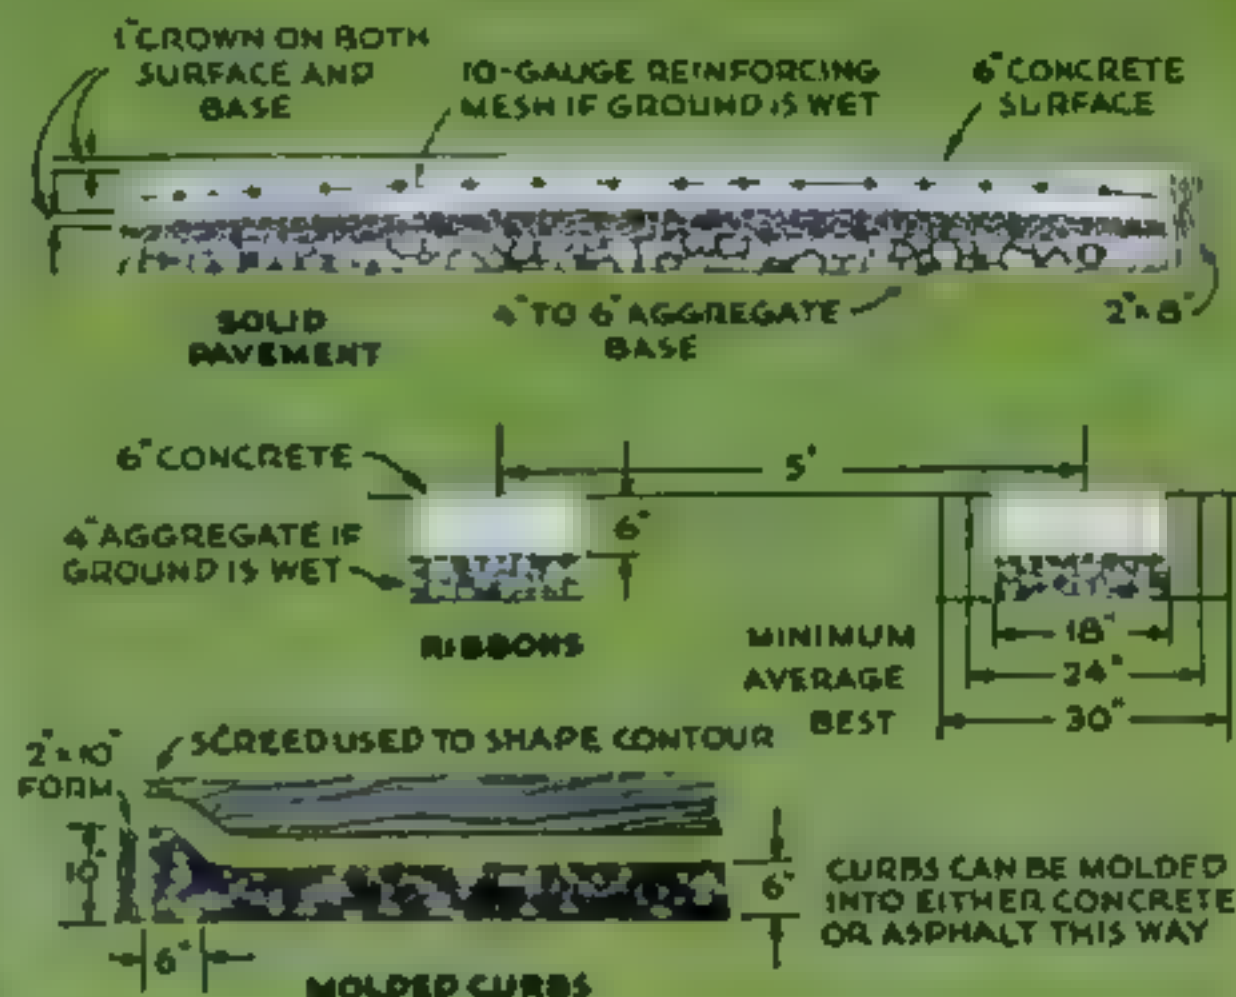 1" CROWN ON BOTH
SURFACE AND
BASE
10-GAUGE REINFORCING
MESH IF GROUND IS WET
6" CONCRETE
SURFACE
SOLID
PAVEMENT
4" TO 6" AGGREGATE
BASE
2" x 8"
6" CONCRETE
5'
4" AGGREGATE IF
GROUND IS WET
6"
RIBBONS
MINIMUM
18"
AVERAGE
24"
BEST
30"
2" x 10"
FORM
SCREED USED TO SHAPE CONTOUR
10"
6"
6"
CURBS CAN BE MOLDED
INTO EITHER CONCRETE
OR ASPHALT THIS WAY
MOLDED CURBS